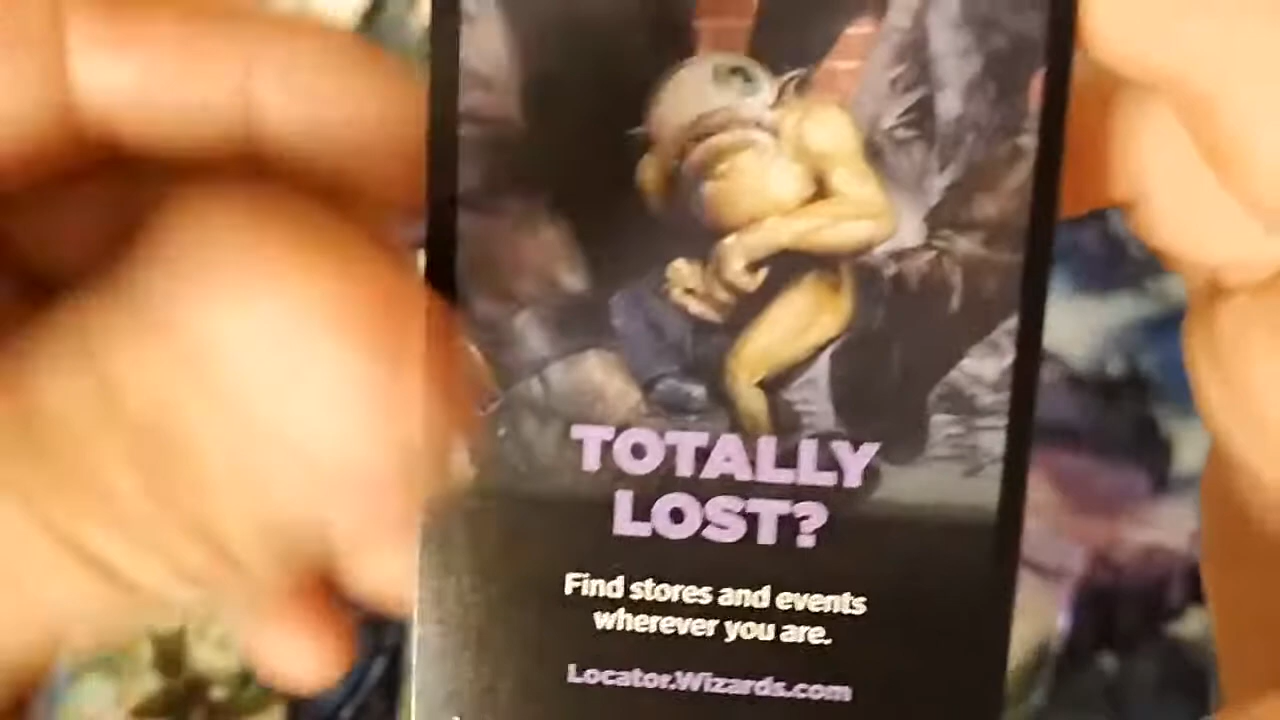 TOTALLY
LOST?
Find stores and events
wherever you are.
Locator.Wizards.com